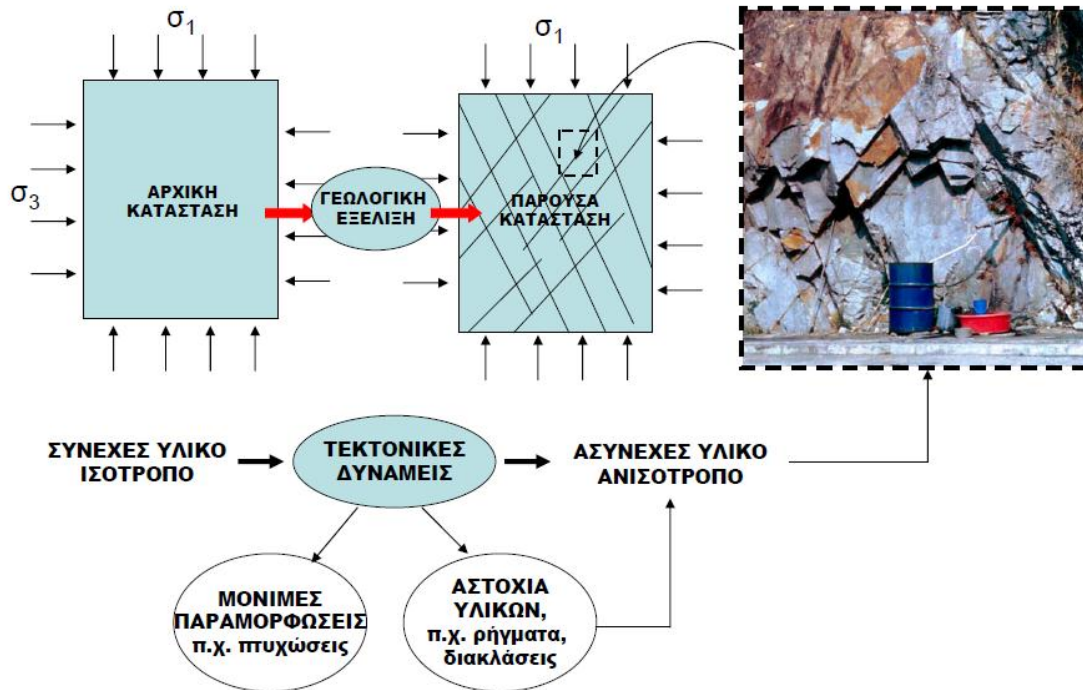 σ1
σ1
σ3
ΑΡΧΙΚΗ
ΚΑΤΑΣΤΑΣΗ
ΓΕΩΛΟΓΙΚΗ
ΕΞΕΛΙΞΗ
ΠΑΡΟΥΣΑ
ΚΑΤΑΣΤΑΣΗ
ΣΥΝΕΧΕΣ ΥΛΙΚΟ
ΙΣΟΤΡΟΠΟ
ΤΕΚΤΟΝΙΚΕΣ
ΔΥΝΑΜΕΙΣ
ΑΣΥΝΕΧΕΣ ΥΛΙΚΟ
ΑΝΙΣΟΤΡΟΠΟ
ΜΟΝΙΜΕΣ
ΠΑΡΑΜΟΡΦΩΣΕΙΣ
π.χ. πτυχώσεις
ΑΣΤΟΧΙΑ
ΥΛΙΚΩΝ,
π.χ. ρήγματα,
διακλάσεις